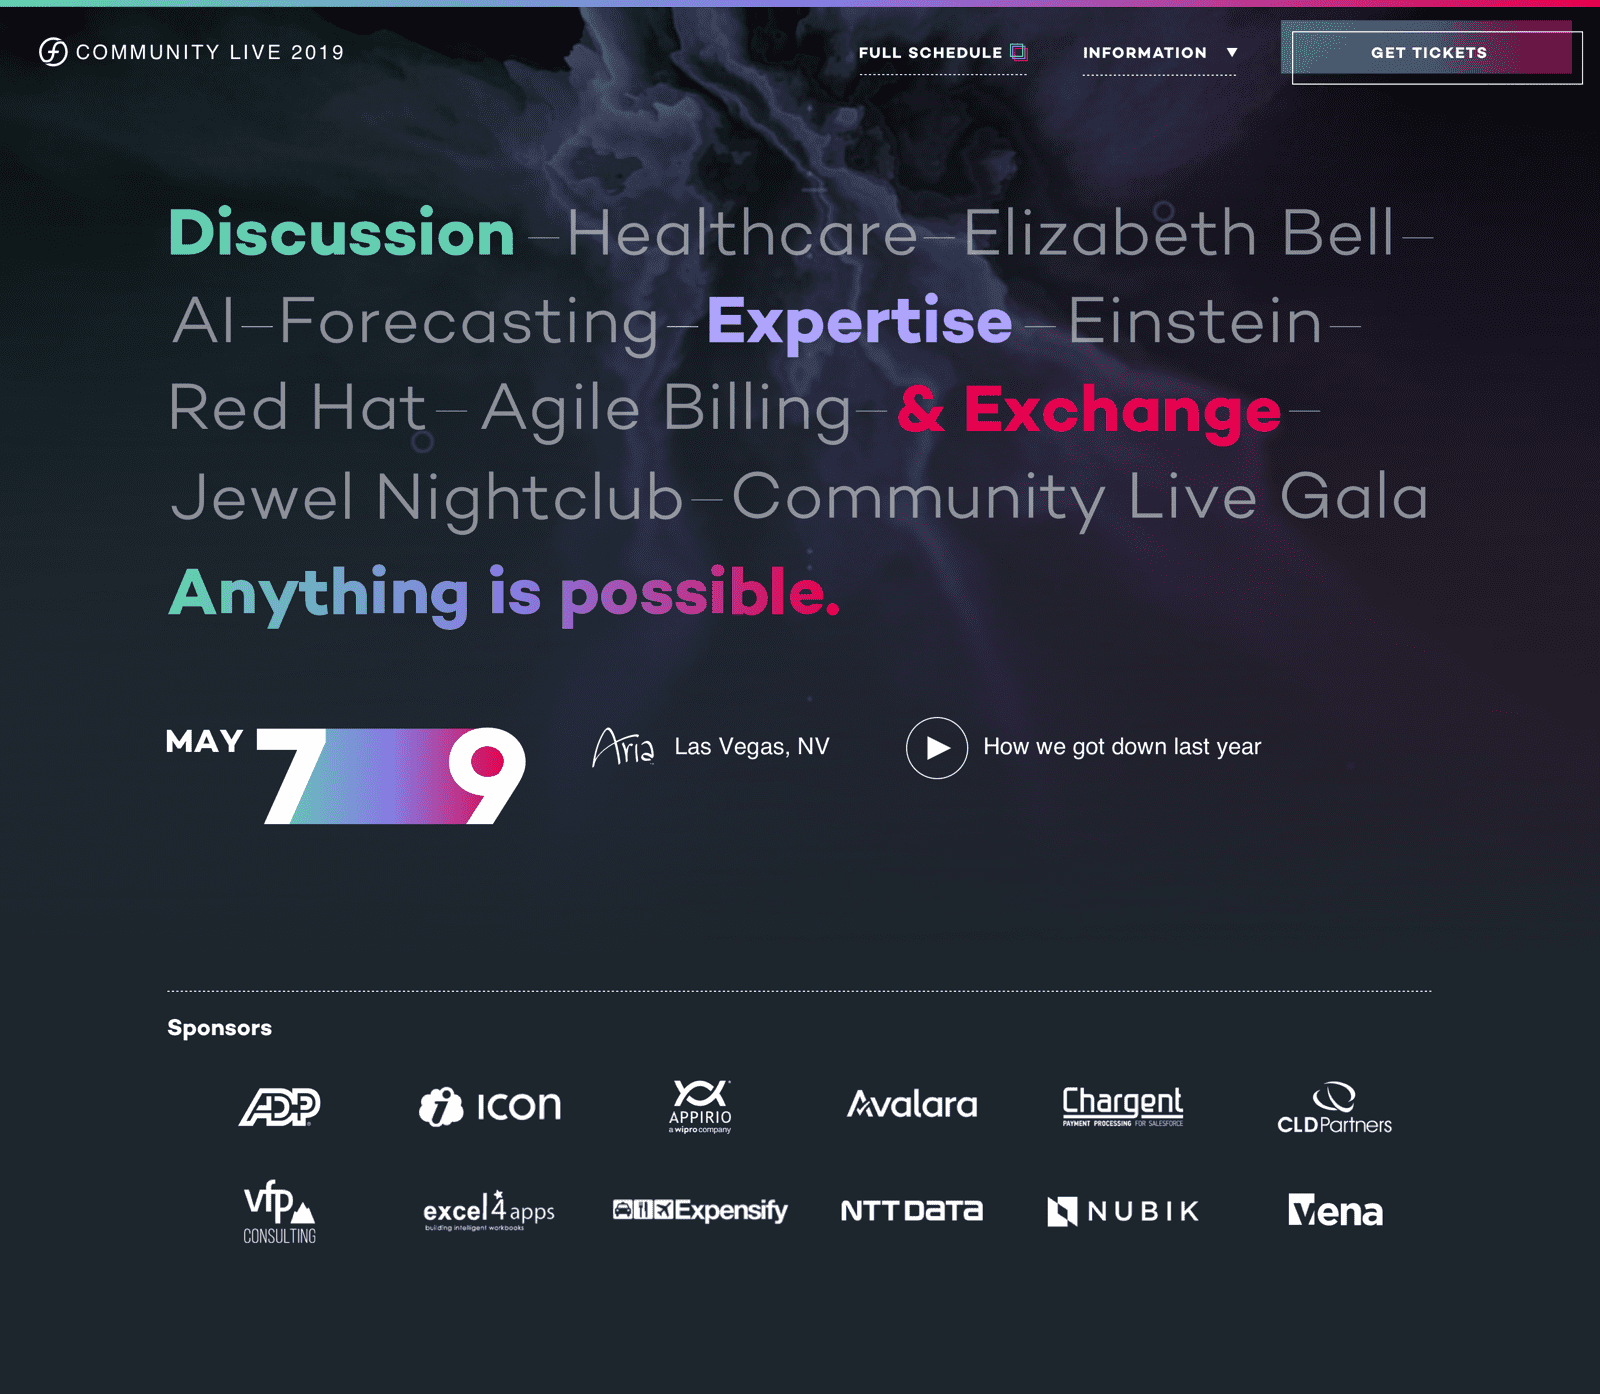 COMMUNITY LIVE 2019
FULL SCHEDULE
INFORMATION
GET TICKETS
Discussion — Healthcare — Elizabeth Bell —
AI — Forecasting — Expertise — Einstein —
Red Hat — Agile Billing — & Exchange —
Jewel Nightclub — Community Live Gala
Anything is possible.
MAY 7 9
Aria
Las Vegas, NV
How we got down last year
Sponsors
ADP
icon
APPIRIO
a wipro company
Avalara
Chargent
PAYMENT PROCESSING FOR SALESFORCE
CLDPartners
vfp
CONSULTING
excel4apps
building intelligent workbooks
Expensify
NTT DATA
NUBIK
Vena